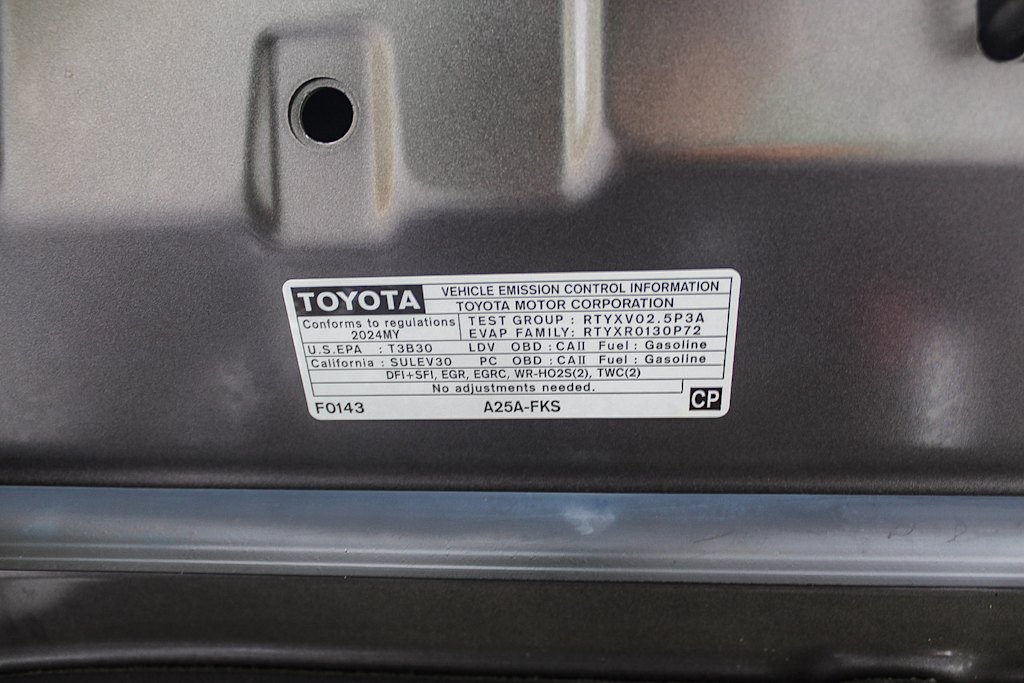 TOYOTA VEHICLE EMISSION CONTROL INFORMATION
TOYOTA MOTOR CORPORATION
Conforms to regulations
2024MY
TEST GROUP : RTYXV02.5P3A
EVAP FAMILY: RTYXR0130P72
U.S.EPA : T3B30 LDV OBD : CAII Fuel : Gasoline
California : SULEV30 PC OBD : CAII Fuel : Gasoline
DFI+SFI, EGR, EGRC, WR-HO2S(2), TWC(2)
No adjustments needed.
F0143 A25A-FKS CP